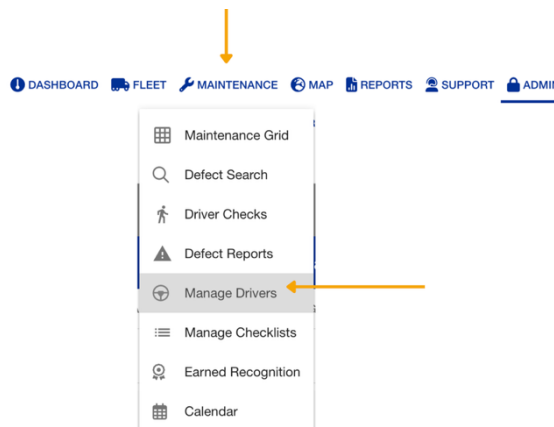 DASHBOARD FLEET MAINTENANCE MAP REPORTS SUPPORT ADMIN
Maintenance Grid
Defect Search
Driver Checks
Defect Reports
Manage Drivers
Manage Checklists
Earned Recognition
Calendar